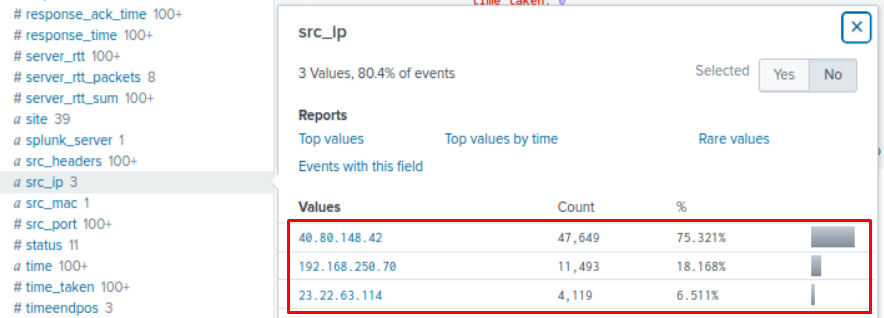 time_taken: 0
# response_ack_time 100+
# response_time 100+
# server_rtt 100+
# server_rtt_packets 8
# server_rtt_sum 100+
a site 39
a splunk_server 1
a src_headers 100+
a src_ip 3
a src_mac 1
# src_port 100+
# status 11
a time 100+
# time_taken 100+
# timeendpos 3
src_ip
3 Values, 80.4% of events
Selected Yes No
Reports
Top values Top values by time Rare values
Events with this field
Values Count %
40.80.148.42 47,649 75.321%
192.168.250.70 11,493 18.168%
23.22.63.114 4,119 6.511%